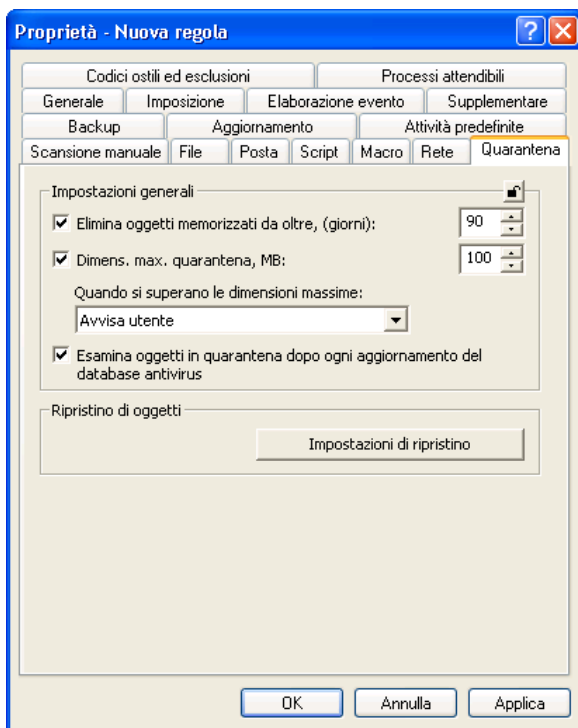 Proprietà - Nuova regola
Codici ostili ed esclusioni Processi attendibili
Generale Imposizione Elaborazione evento Supplementare
Backup Aggiornamento Attività predefinite
Scansione manuale File Posta Script Macro Rete Quarantena
Impostazioni generali
Elimina oggetti memorizzati da oltre, (giorni): 90
Dimens. max. quarantena, MB: 100
Quando si superano le dimensioni massime:
Avvisa utente
Esamina oggetti in quarantena dopo ogni aggiornamento del
database antivirus
Ripristino di oggetti
Impostazioni di ripristino
OK Annulla Applica